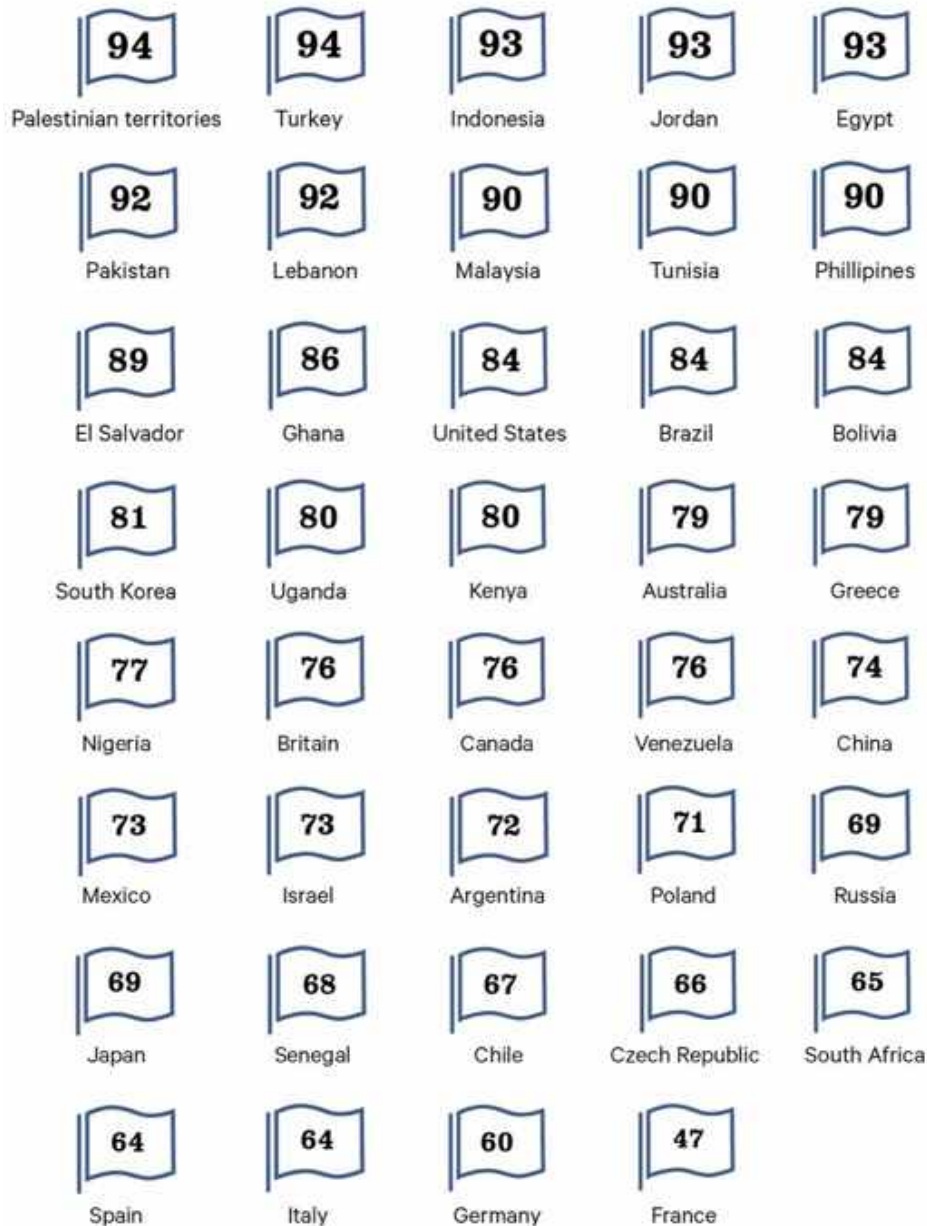 94 94 93 93 93
Palestinian territories Turkey Indonesia Jordan Egypt
92 92 90 90 90
Pakistan Lebanon Malaysia Tunisia Phillipines
89 86 84 84 84
El Salvador Ghana United States Brazil Bolivia
81 80 80 79 79
South Korea Uganda Kenya Australia Greece
77 76 76 76 74
Nigeria Britain Canada Venezuela China
73 73 72 71 69
Mexico Israel Argentina Poland Russia
69 68 67 66 65
Japan Senegal Chile Czech Republic South Africa
64 64 60 47
Spain Italy Germany France